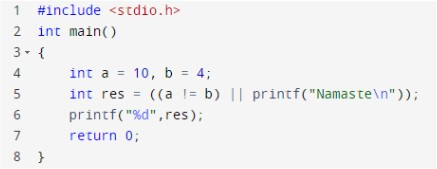 1 #include <stdio.h>
2 int main()
3 {
4     int a = 10, b = 4;
5     int res = ((a != b) || printf("Namaste\n"));
6     printf("%d",res);
7     return 0;
8 }